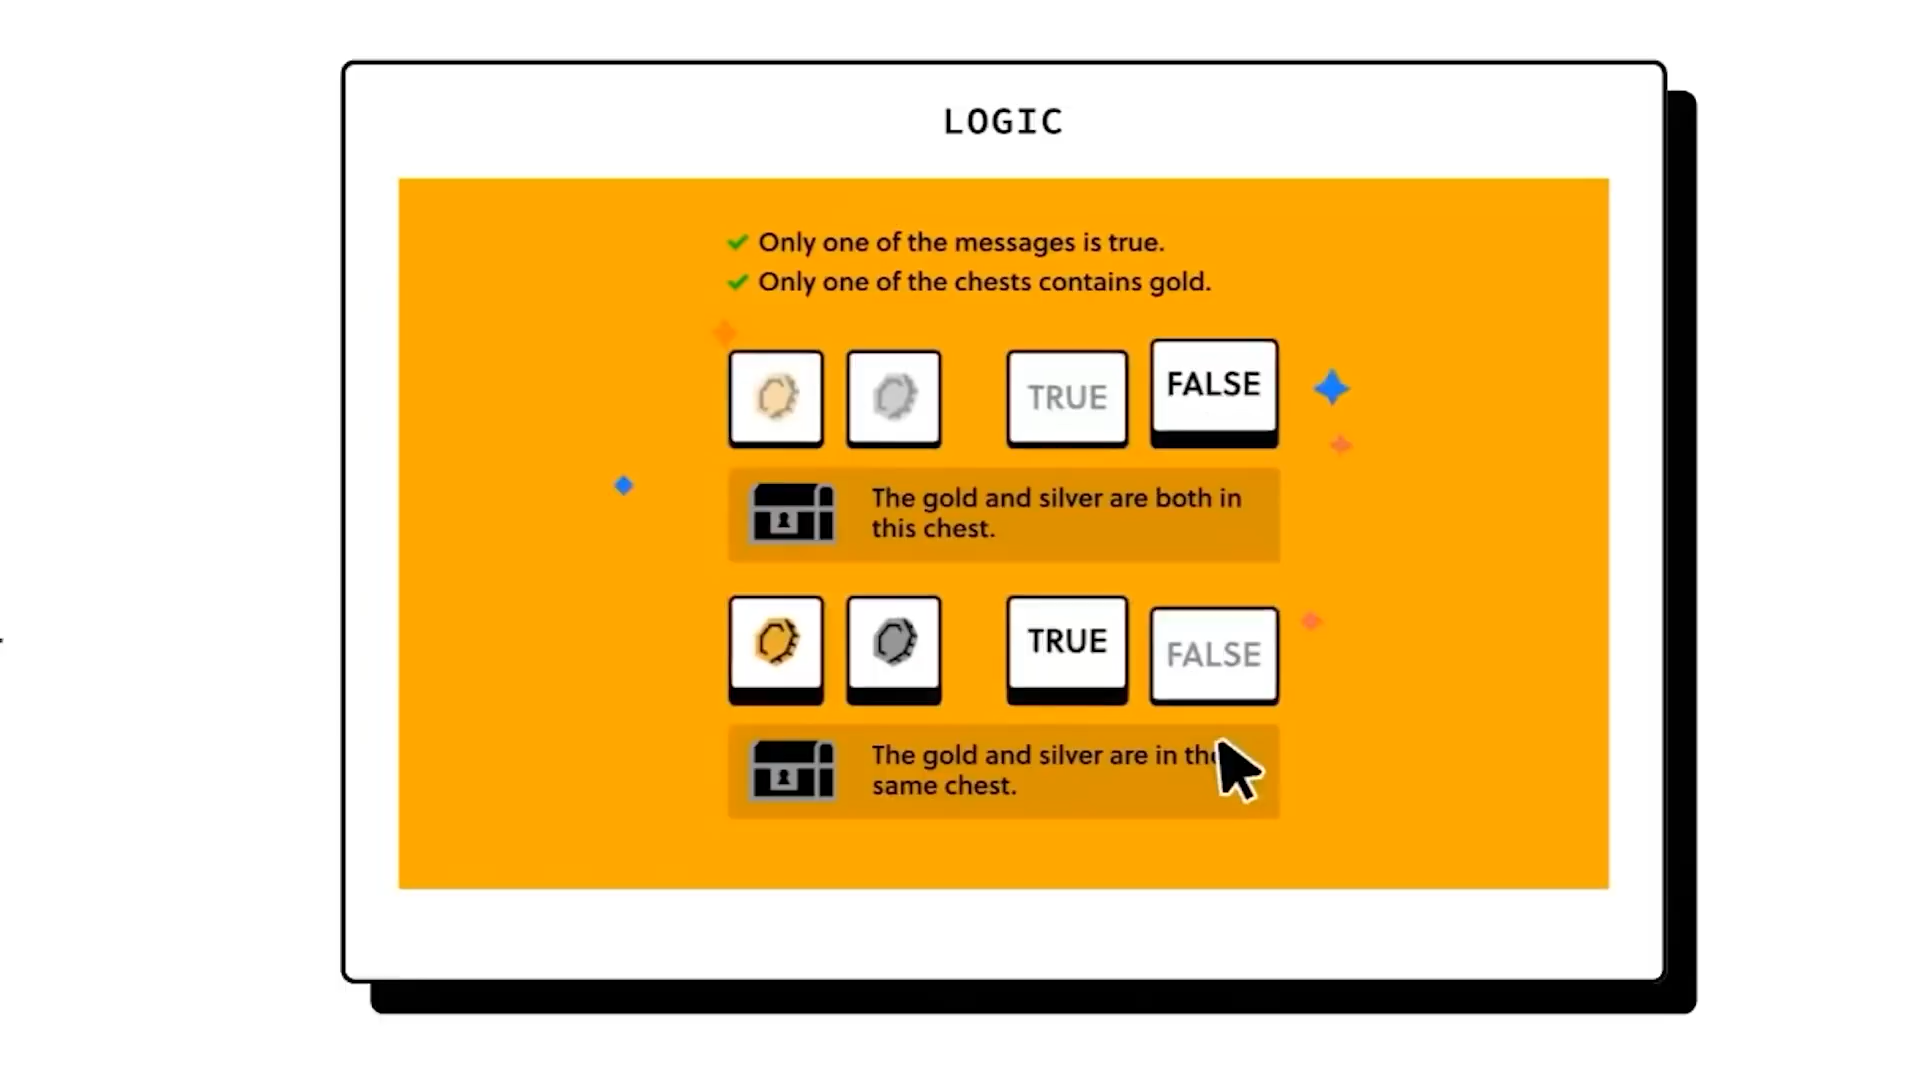 LOGIC
Only one of the messages is true.
Only one of the chests contains gold.
TRUE FALSE
The gold and silver are both in
this chest.
TRUE FALSE
The gold and silver are in the
same chest.